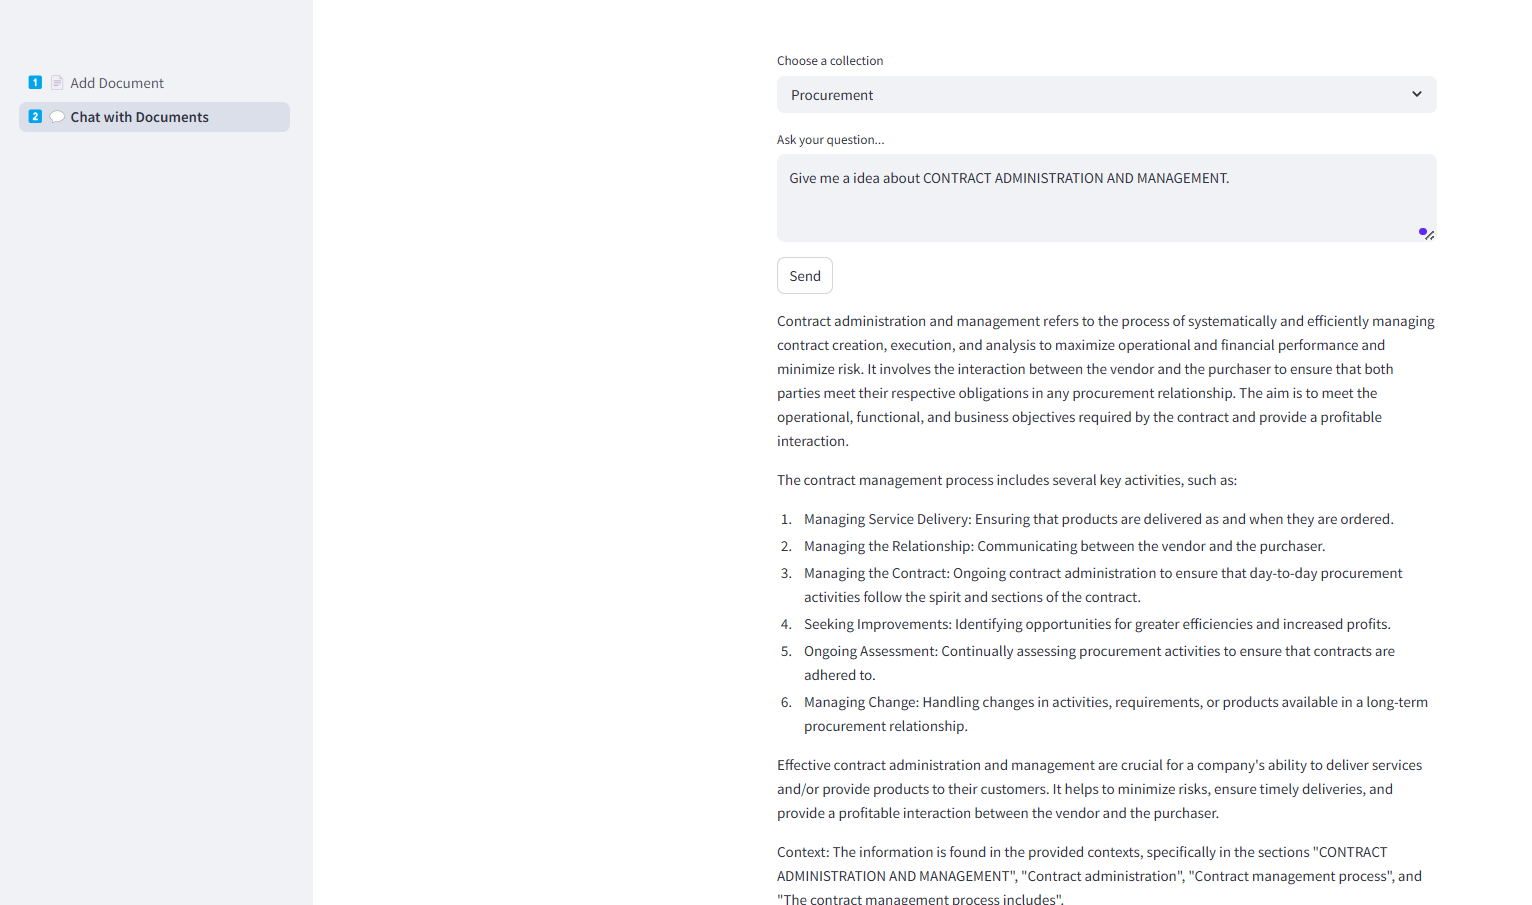 1 Add Document
2 Chat with Documents
Choose a collection
Procurement
Ask your question...
Give me a idea about CONTRACT ADMINISTRATION AND MANAGEMENT.
Send
Contract administration and management refers to the process of systematically and efficiently managing
contract creation, execution, and analysis to maximize operational and financial performance and
minimize risk. It involves the interaction between the vendor and the purchaser to ensure that both
parties meet their respective obligations in any procurement relationship. The aim is to meet the
operational, functional, and business objectives required by the contract and provide a profitable
interaction.
The contract management process includes several key activities, such as:
1. Managing Service Delivery: Ensuring that products are delivered as and when they are ordered.
2. Managing the Relationship: Communicating between the vendor and the purchaser.
3. Managing the Contract: Ongoing contract administration to ensure that day-to-day procurement
activities follow the spirit and sections of the contract.
4. Seeking Improvements: Identifying opportunities for greater efficiencies and increased profits.
5. Ongoing Assessment: Continually assessing procurement activities to ensure that contracts are
adhered to.
6. Managing Change: Handling changes in activities, requirements, or products available in a long-term
procurement relationship.
Effective contract administration and management are crucial for a company's ability to deliver services
and/or provide products to their customers. It helps to minimize risks, ensure timely deliveries, and
provide a profitable interaction between the vendor and the purchaser.
Context: The information is found in the provided contexts, specifically in the sections "CONTRACT
ADMINISTRATION AND MANAGEMENT", "Contract administration", "Contract management process", and
"The contract management process includes".